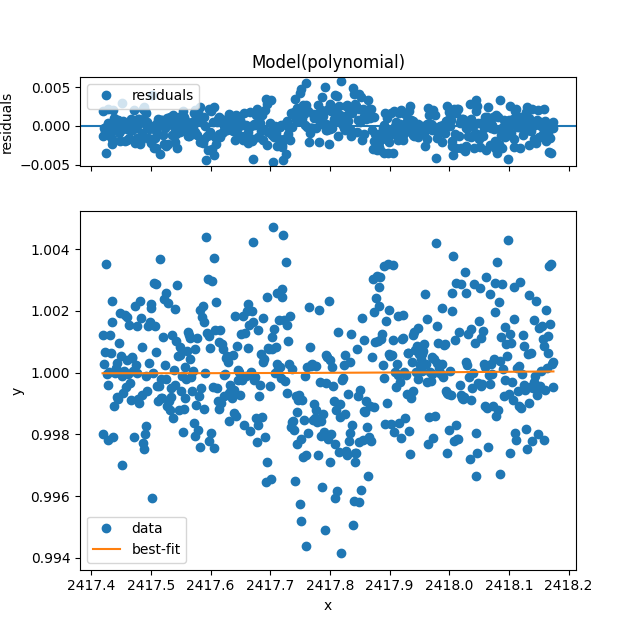 Model(polynomial)
residuals
0.005
0.000
−0.005
residuals
1.004
1.002
1.000
0.998
0.996
0.994
y
data
best-fit
2417.4 2417.5 2417.6 2417.7 2417.8 2417.9 2418.0 2418.1 2418.2
x